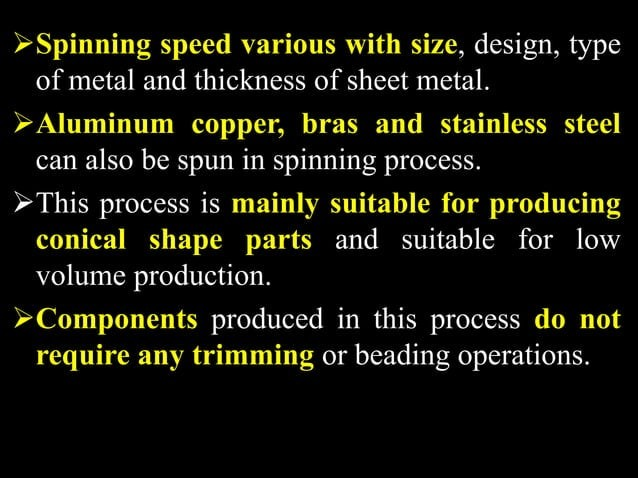 ➢Spinning speed various with size, design, type
of metal and thickness of sheet metal.
➢Aluminum copper, bras and stainless steel
can also be spun in spinning process.
➢This process is mainly suitable for producing
conical shape parts and suitable for low
volume production.
➢Components produced in this process do not
require any trimming or beading operations.